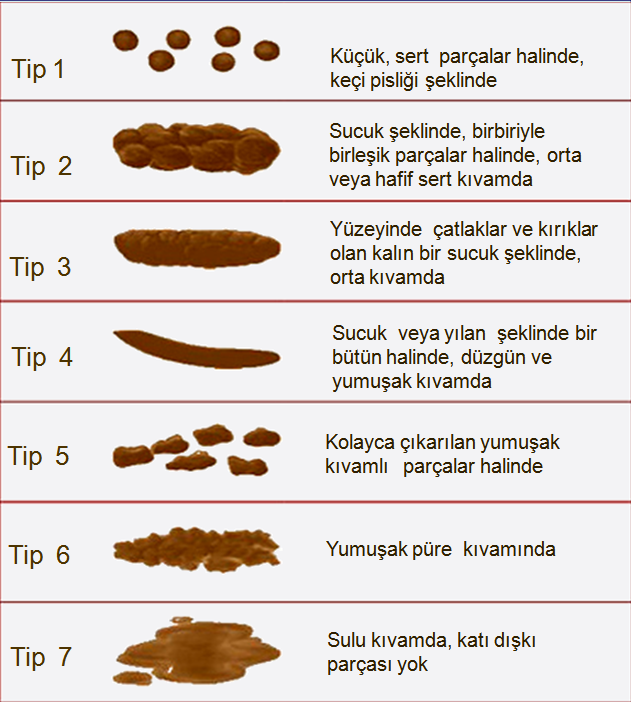 Tip 1
Küçük, sert parçalar halinde,
keçi pisliği şeklinde
Tip 2
Sucuk şeklinde, birbiriyle
birleşik parçalar halinde, orta
veya hafif sert kıvamda
Tip 3
Yüzeyinde çatlaklar ve kırıklar
olan kalın bir sucuk şeklinde,
orta kıvamda
Tip 4
Sucuk veya yılan şeklinde bir
bütün halinde, düzgün ve
yumuşak kıvamda
Tip 5
Kolayca çıkarılan yumuşak
kıvamlı parçalar halinde
Tip 6
Yumuşak püre kıvamında
Tip 7
Sulu kıvamda, katı dışkı
parçası yok